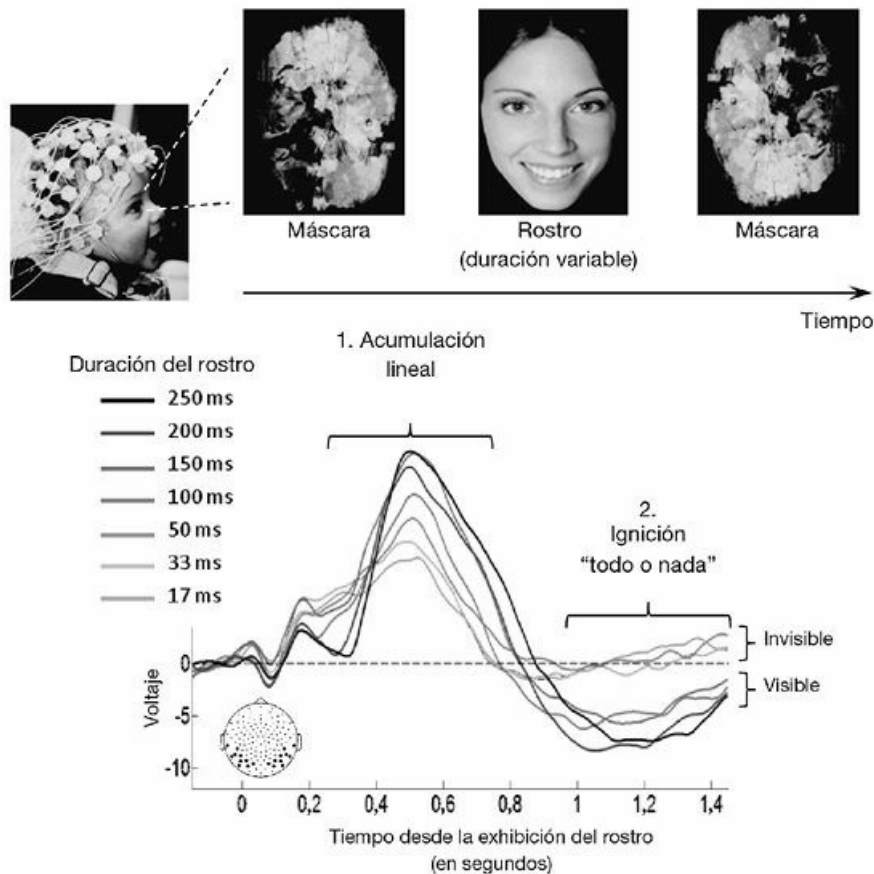 Máscara
Rostro
(duración variable)
Máscara
Tiempo
1. Acumulación
lineal
Duración del rostro
250 ms
200 ms
150 ms
100 ms
50 ms
33 ms
17 ms
2.
Ignición
“todo o nada”
Invisible
Visible
Voltaje
0
-5
-10
0
0,2
0,4
0,6
0,8
1
1,2
1,4
Tiempo desde la exhibición del rostro
(en segundos)